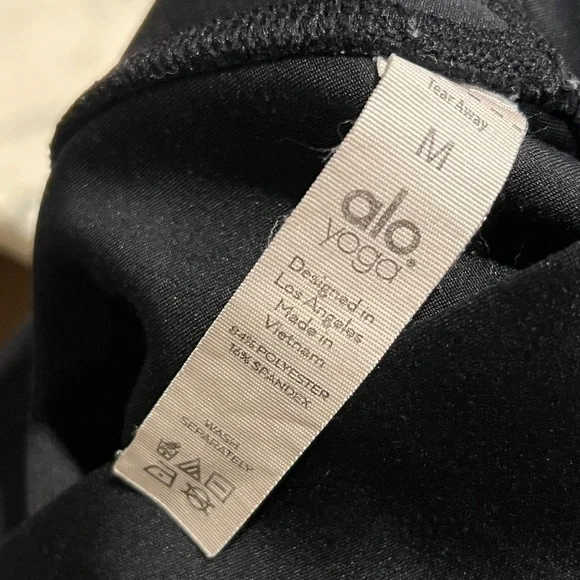 Tear Away
M
alo
yoga
Designed in
Los Angeles
Made in
Vietnam
84% POLYESTER
16% SPANDEX
WASH
SEPARATELY